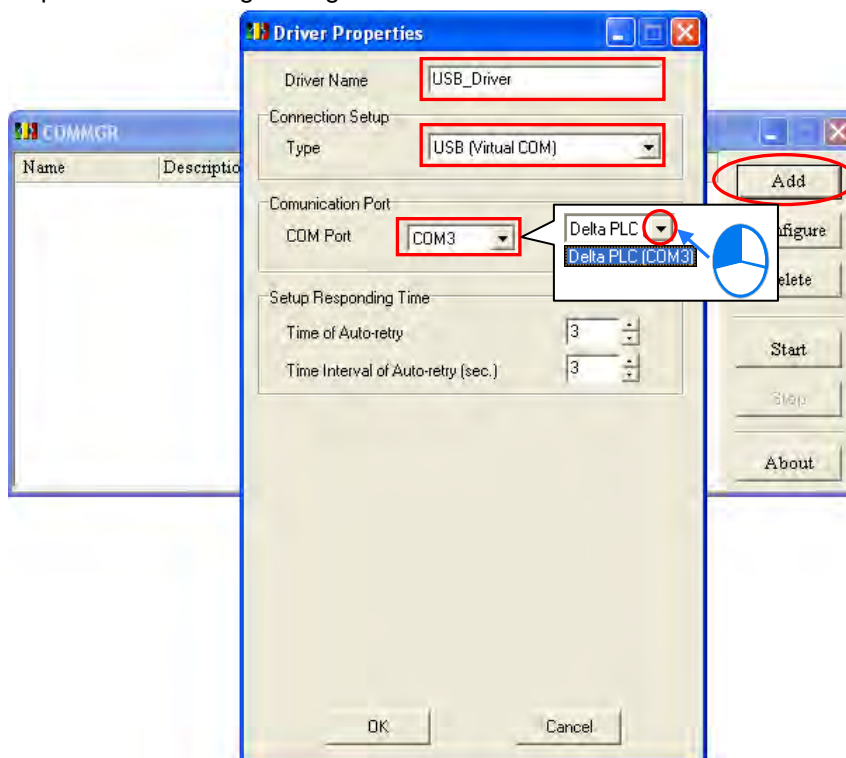 Driver Properties
Driver Name
USB_Driver
Connection Setup
Type
USB (Virtual COM)
Comunication Port
COM Port
COM3
Delta PLC
Delta PLC (COM3)
Setup Responding Time
Time of Auto-retry
3
Time Interval of Auto-retry (sec.)
3
OK
Cancel
COMMGR
Name
Descriptio
Add
nfigure
elete
Start
Stop
About